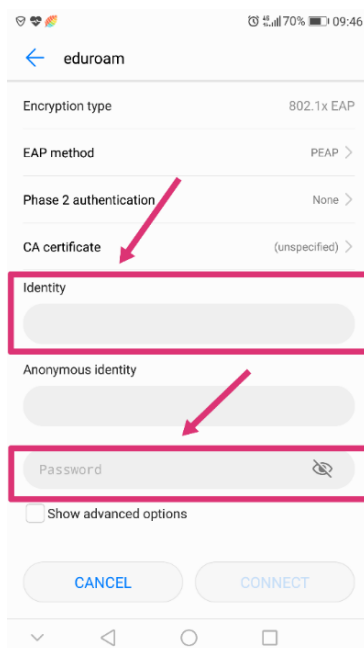 70% 09:46
eduroam
Encryption type 802.1x EAP
EAP method PEAP
Phase 2 authentication None
CA certificate (unspecified)
Identity
Anonymous identity
Password
Show advanced options
CANCEL CONNECT